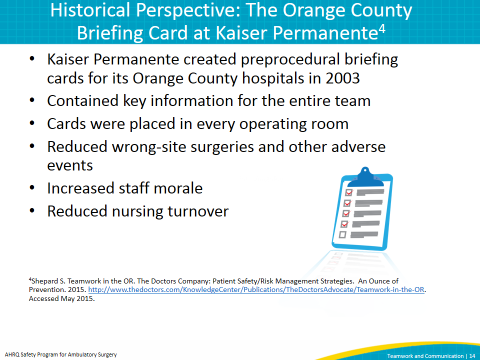 Historical Perspective: The Orange County
Briefing Card at Kaiser Permanente4
• Kaiser Permanente created preprocedural briefing
cards for its Orange County hospitals in 2003
• Contained key information for the entire team
• Cards were placed in every operating room
• Reduced wrong-site surgeries and other adverse
events
• Increased staff morale
• Reduced nursing turnover
4Shepard S. Teamwork in the OR. The Doctors Company: Patient Safety/Risk Management Strategies. An Ounce of
Prevention. 2015. http://www.thedoctors.com/KnowledgeCenter/Publications/TheDoctorsAdvocate/Teamwork-in-the-OR.
Accessed May 2015.
AHRQ Safety Program for Ambulatory Surgery
Teamwork and Communication | 14